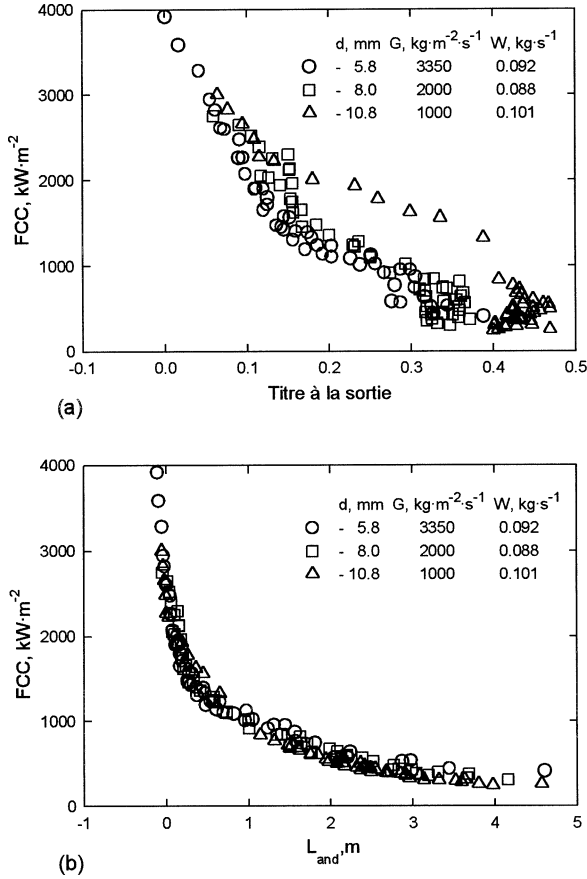 4000
3000
2000
1000
0
FCC, kW·m-2
d, mm G, kg·m-2·s-1 W, kg·s-1
- 5.8 3350 0.092
- 8.0 2000 0.088
- 10.8 1000 0.101
-0.1 0.0 0.1 0.2 0.3 0.4 0.5
Titre à la sortie
(a)
4000
3000
2000
1000
0
FCC, kW·m-2
d, mm G, kg·m-2·s-1 W, kg·s-1
- 5.8 3350 0.092
- 8.0 2000 0.088
- 10.8 1000 0.101
-1 0 1 2 3 4 5
Land,m
(b)